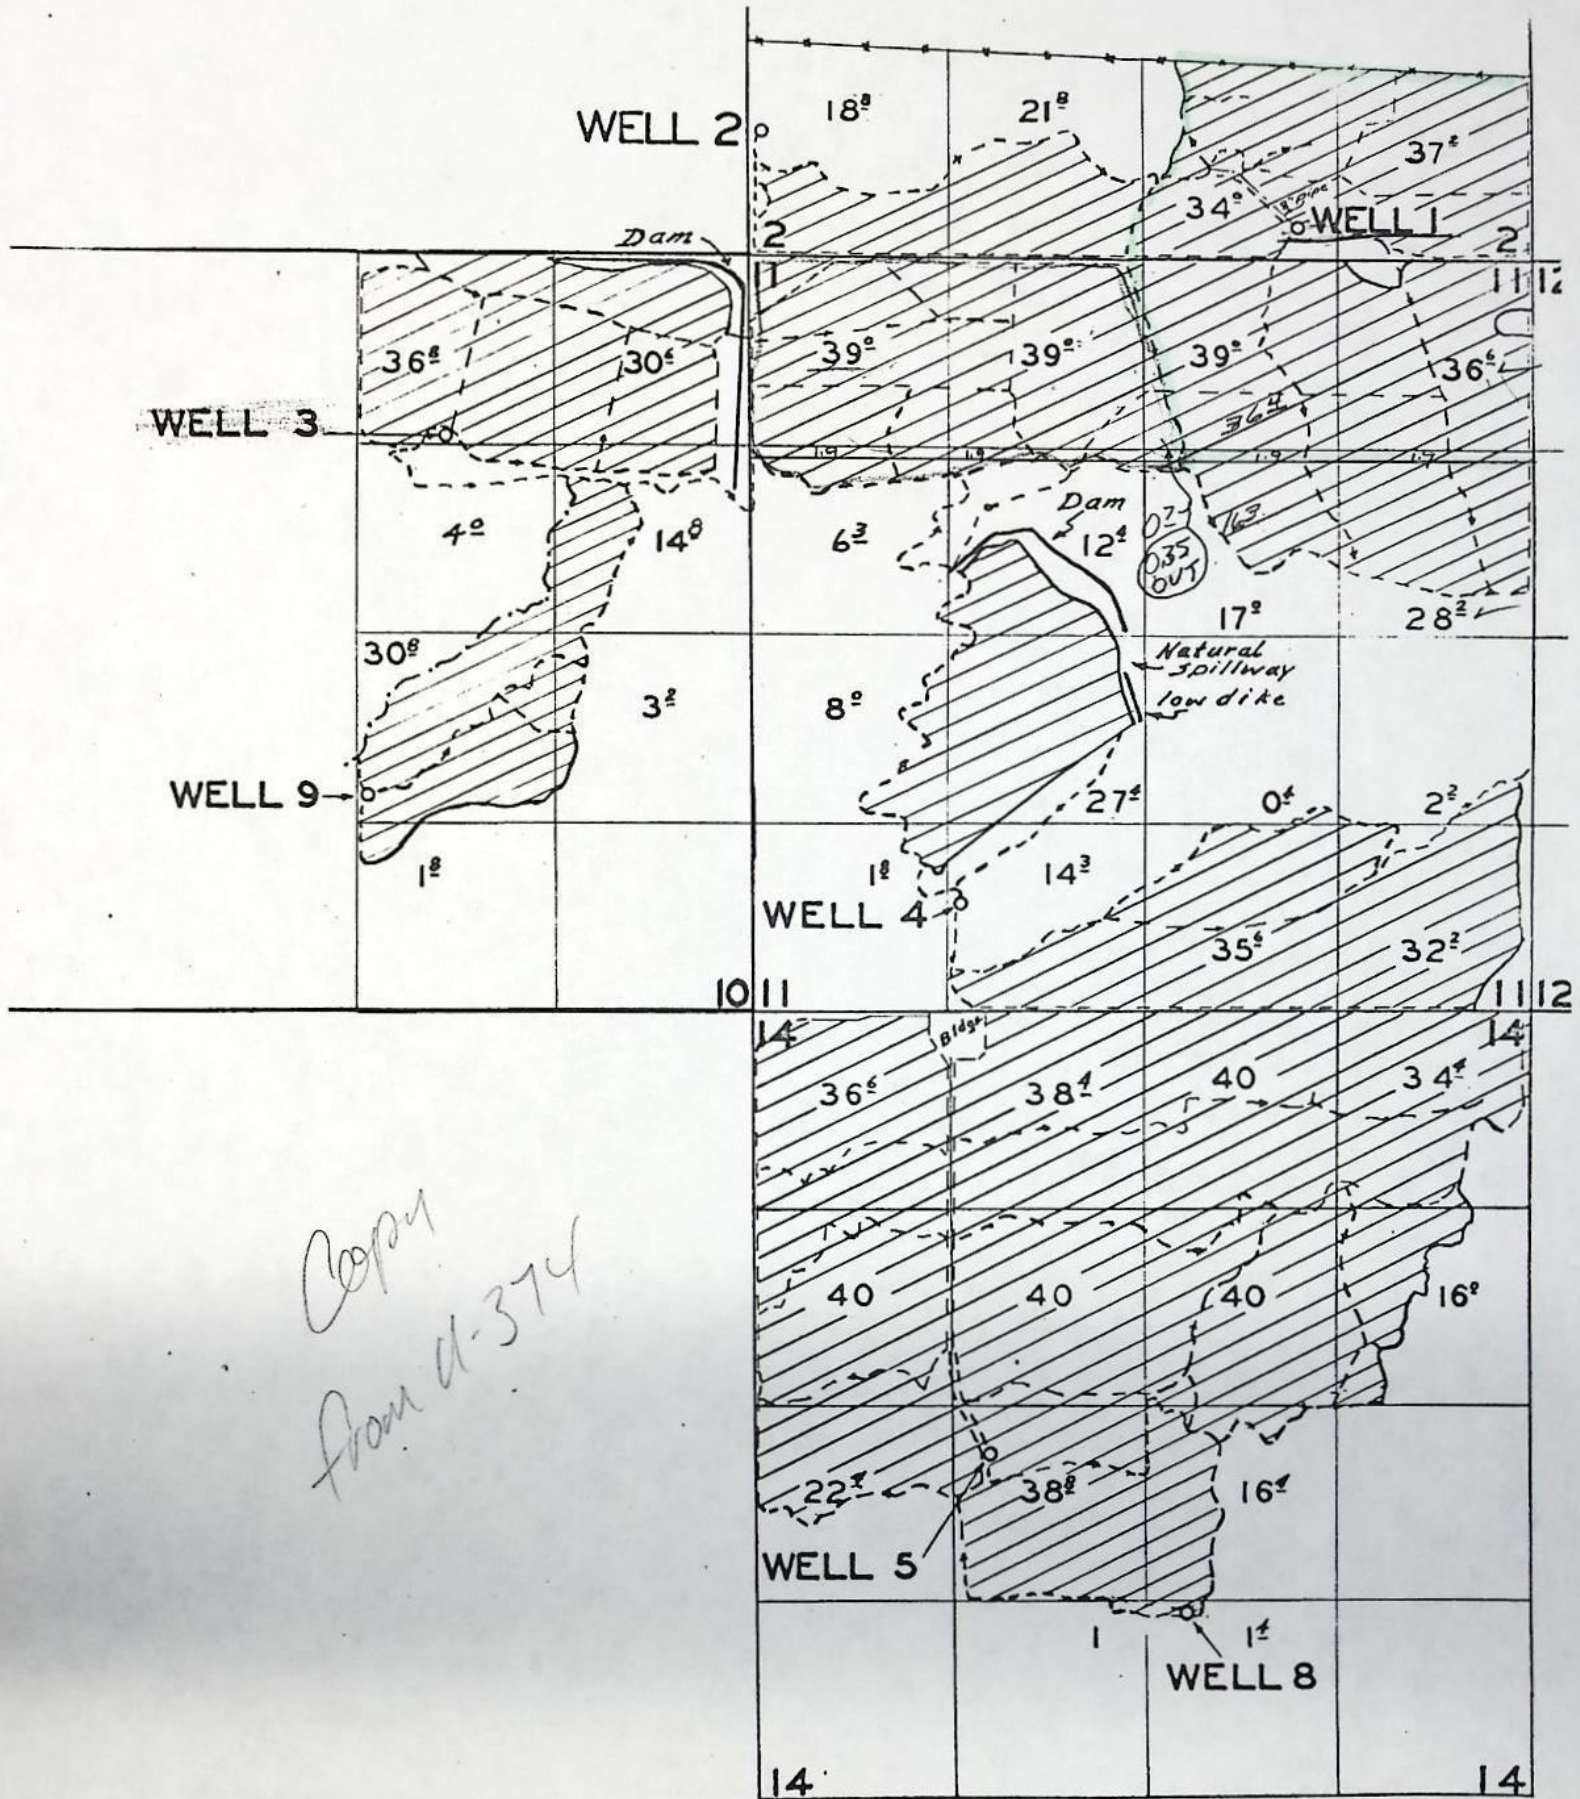 18⁸ 21⁸
WELL 2
37²
34⁰
8" pipe
WELL 1
Dam
2 2
11 11 12
36⁸ 30⁶ 39⁰ 39⁰ 39⁰ 36⁶
WELL 3
36.4
1.9 1.9 1.9 1.7
Dam
4⁰ 14⁸ 6³ 12⁴ 0.7 16.3
0.35
OUT
17⁰ 28²
30⁸
Natural
spillway
3² 8⁰
low dike
WELL 9
27⁴ 0⁴ 2²
1⁸ 1⁸ 14³
WELL 4
35⁶ 32²
10 11 11 12
14 14
Bldgs
36⁶ 38⁴ 40 34⁴
Copy
from U-374
40 40 40 16⁰
22⁴ 38⁸ 16⁴
WELL 5
1 1⁴
WELL 8
14 14